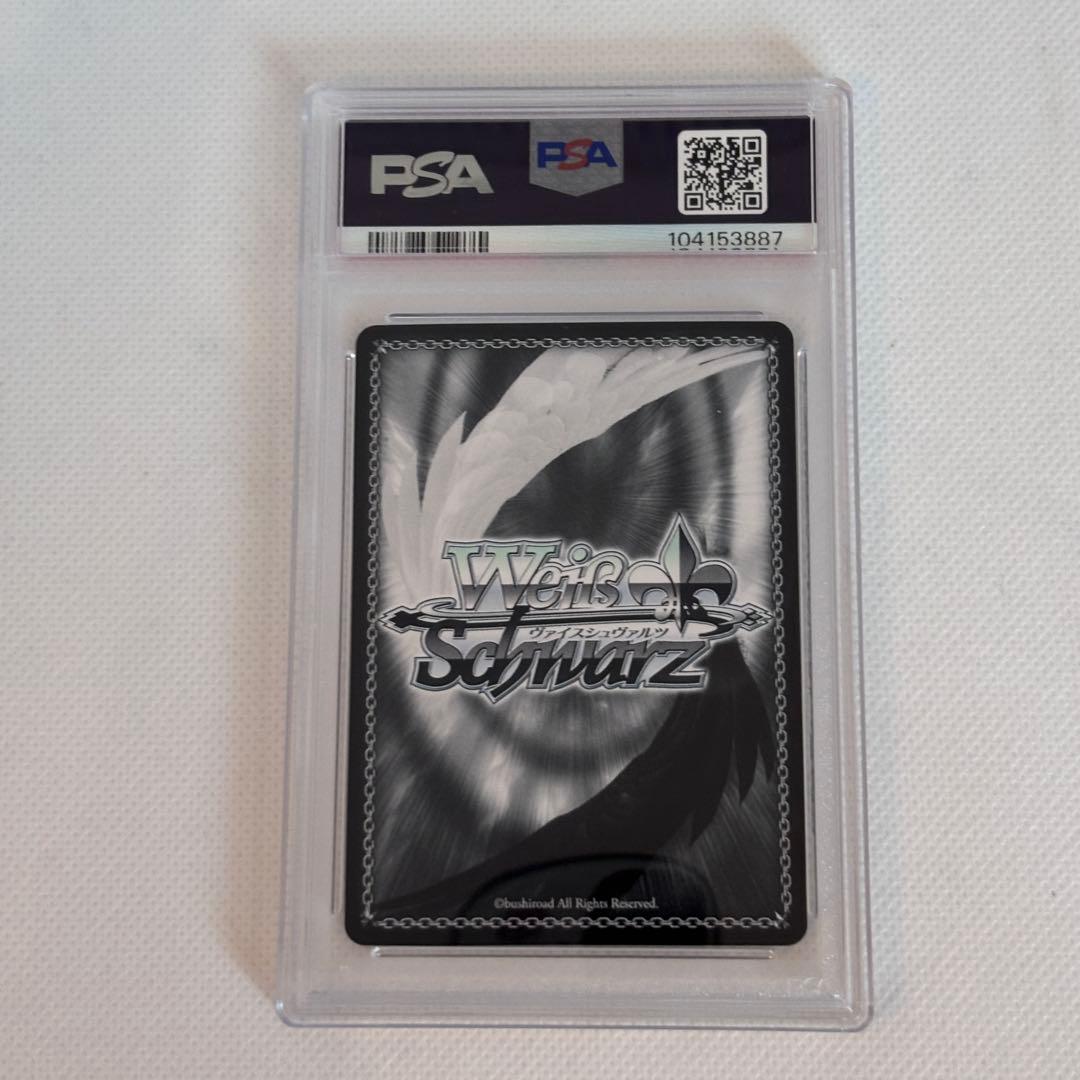 PSA
PSA
104153887
Weiß
ヴァイスシュヴァルツ
Schwarz
©bushiroad All Rights Reserved.